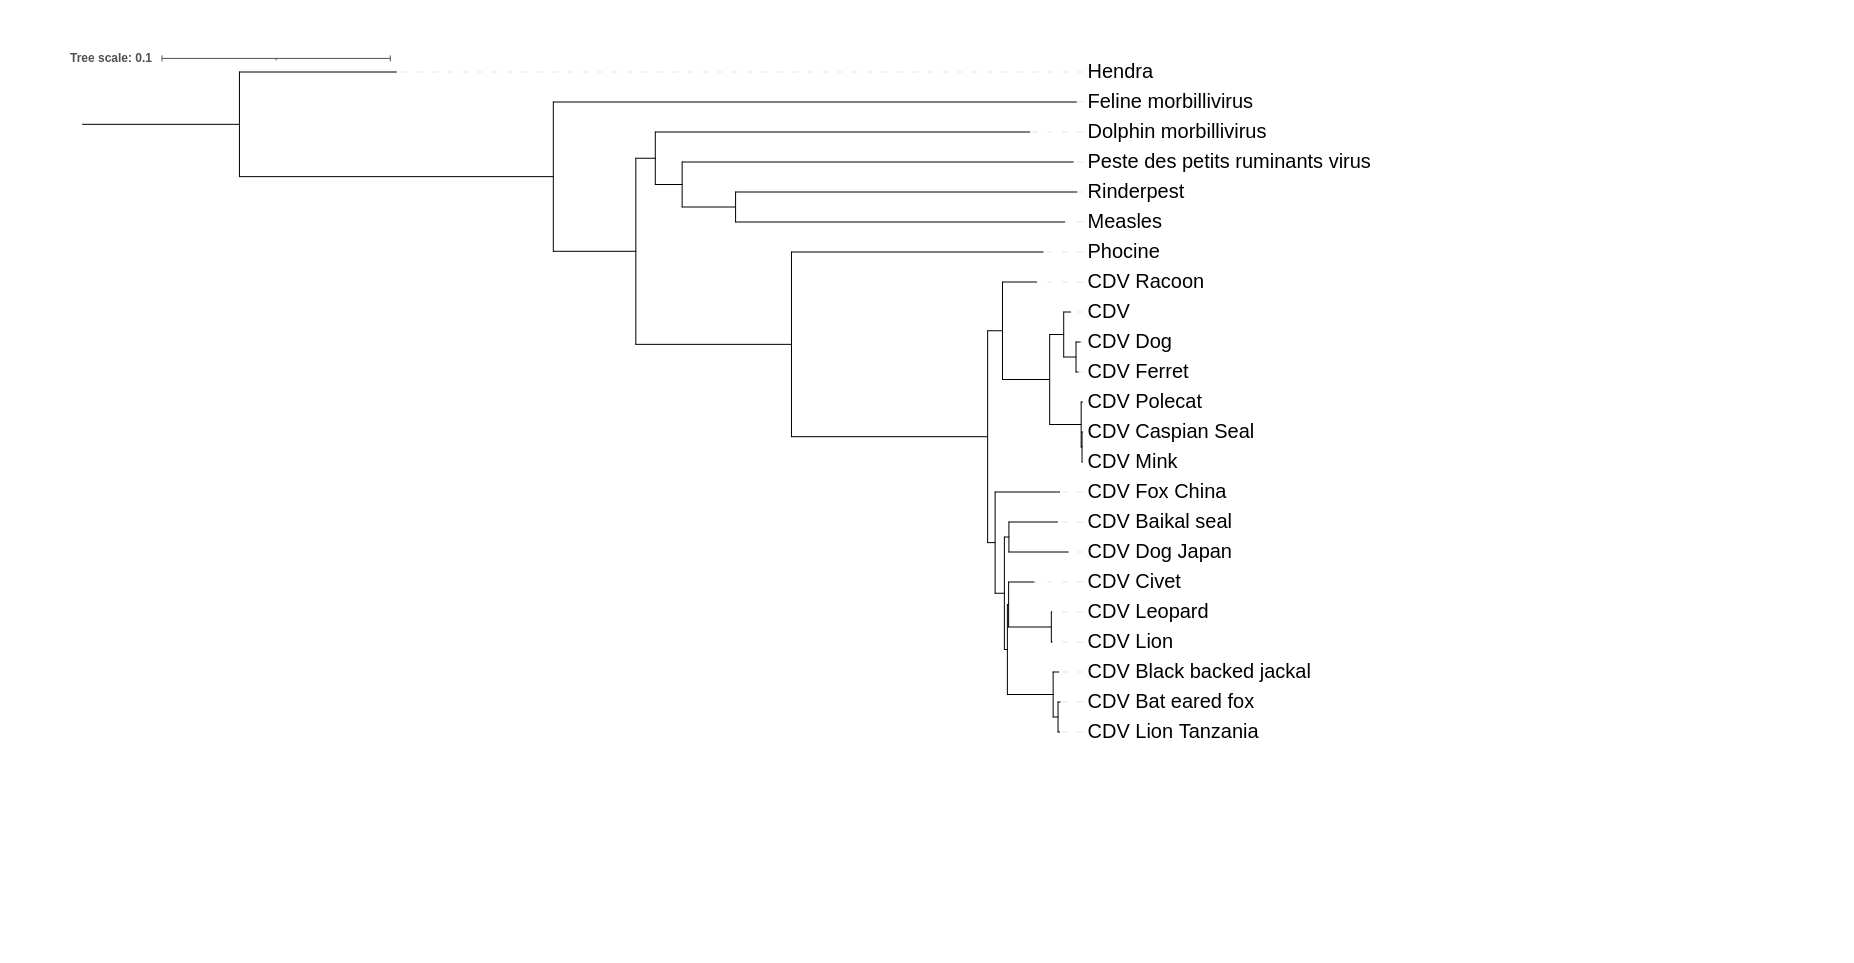 Tree scale: 0.1
Hendra
Feline morbillivirus
Dolphin morbillivirus
Peste des petits ruminants virus
Rinderpest
Measles
Phocine
CDV Racoon
CDV
CDV Dog
CDV Ferret
CDV Polecat
CDV Caspian Seal
CDV Mink
CDV Fox China
CDV Baikal seal
CDV Dog Japan
CDV Civet
CDV Leopard
CDV Lion
CDV Black backed jackal
CDV Bat eared fox
CDV Lion Tanzania